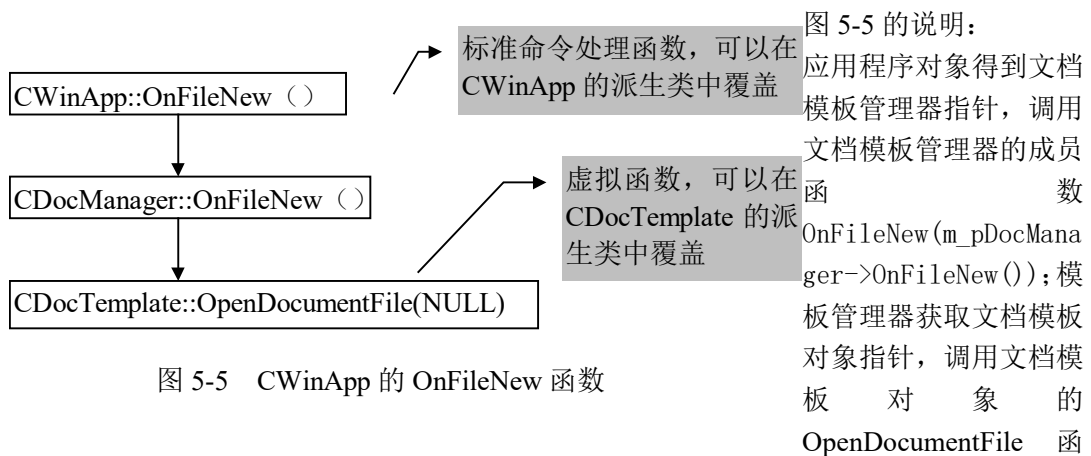 CWinApp::OnFileNew（）
标准命令处理函数，可以在
CWinApp 的派生类中覆盖
CDocManager::OnFileNew（）
虚拟函数，可以在
CDocTemplate 的派
生类中覆盖
CDocTemplate::OpenDocumentFile(NULL)
图 5-5 CWinApp 的 OnFileNew 函数
图 5-5 的说明：
应用程序对象得到文档
模板管理器指针，调用
文档模板管理器的成员
函数
OnFileNew(m_pDocMana
ger->OnFileNew());模
板管理器获取文档模板
对象指针，调用文档模
板对象的
OpenDocumentFile 函